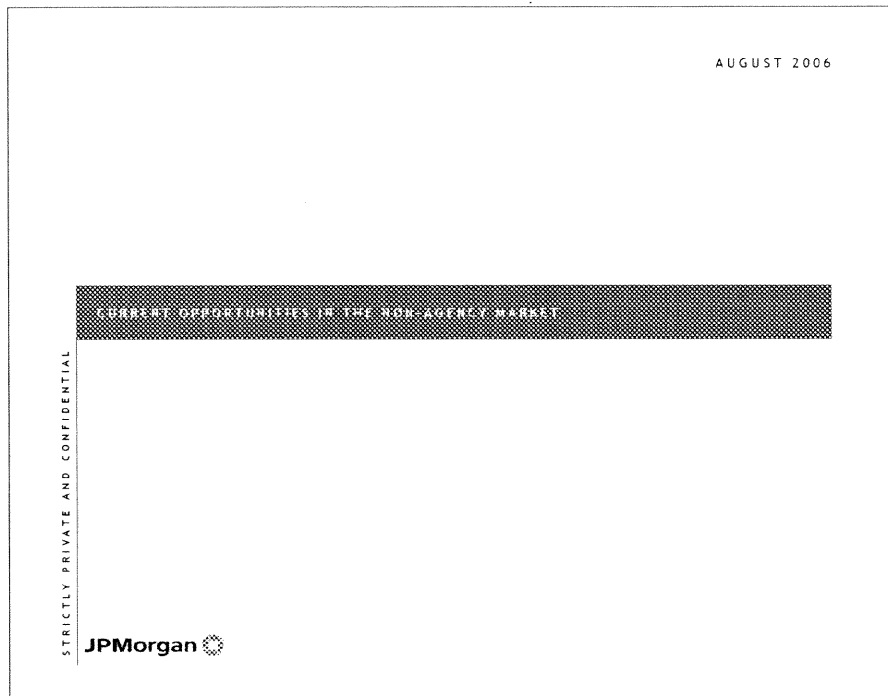 AUGUST 2006
CURRENT OPPORTUNITIES IN THE NON-AGENCY MARKET
STRICTLY PRIVATE AND CONFIDENTIAL
JPMorgan